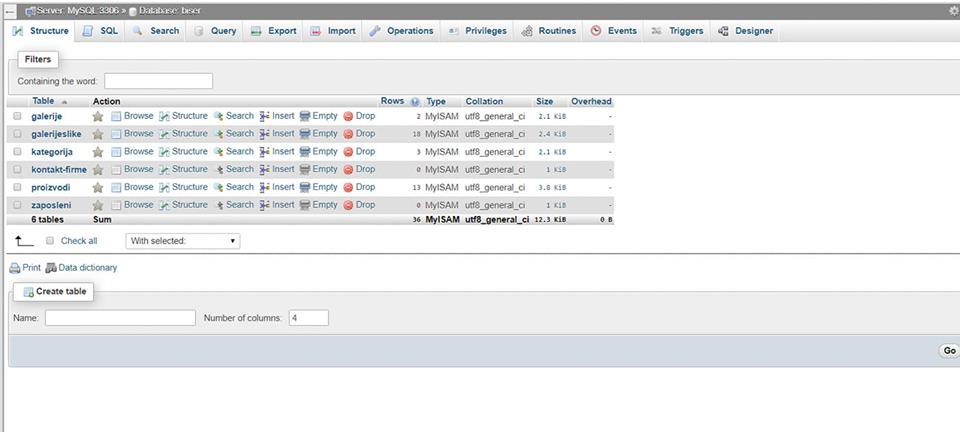 Server: MySQL:3306 » Database: biser
Structure SQL Search Query Export Import Operations Privileges Routines Events Triggers Designer
Filters
Containing the word:
Table Action Rows Type Collation Size Overhead
galerije Browse Structure Search Insert Empty Drop 2 MyISAM utf8_general_ci 2.1 KiB -
galerijeslike Browse Structure Search Insert Empty Drop 18 MyISAM utf8_general_ci 2.4 KiB -
kategorija Browse Structure Search Insert Empty Drop 3 MyISAM utf8_general_ci 2.1 KiB -
kontakt-firme Browse Structure Search Insert Empty Drop 0 MyISAM utf8_general_ci 1 KiB -
proizvodi Browse Structure Search Insert Empty Drop 13 MyISAM utf8_general_ci 3.8 KiB -
zaposleni Browse Structure Search Insert Empty Drop 0 MyISAM utf8_general_ci 1 KiB -
6 tables Sum 36 MyISAM utf8_general_ci 12.3 KiB 0 B
Check all With selected:
Print Data dictionary
Create table
Name: Number of columns: 4
Go